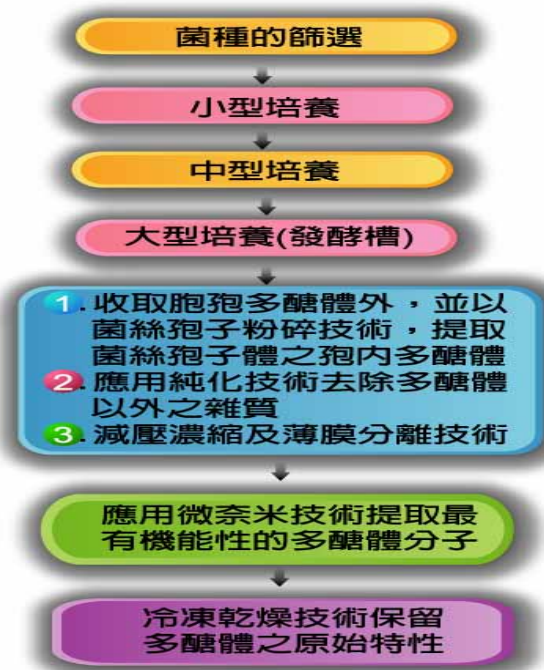 菌種的篩選
小型培養
中型培養
大型培養(發酵槽)
1. 收取胞孢多醣體外，並以
菌絲孢子粉碎技術，提取
菌絲孢子體之孢內多醣體
2. 應用純化技術去除多醣體
以外之雜質
3. 減壓濃縮及薄膜分離技術
應用微奈米技術提取最
有機能性的多醣體分子
冷凍乾燥技術保留
多醣體之原始特性